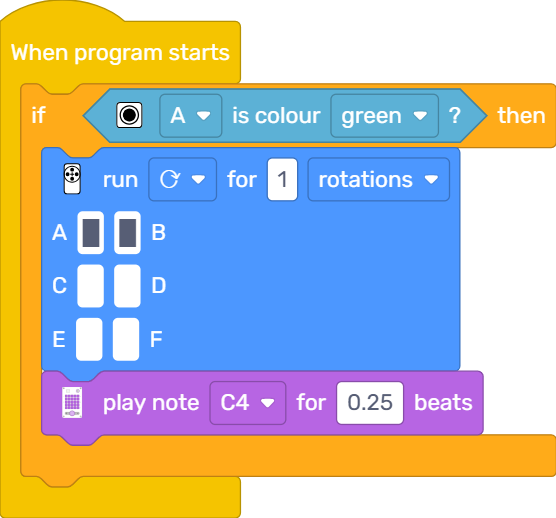 When program starts
if A is colour green ? then
run for 1 rotations
A B
C D
E F
play note C4 for 0.25 beats